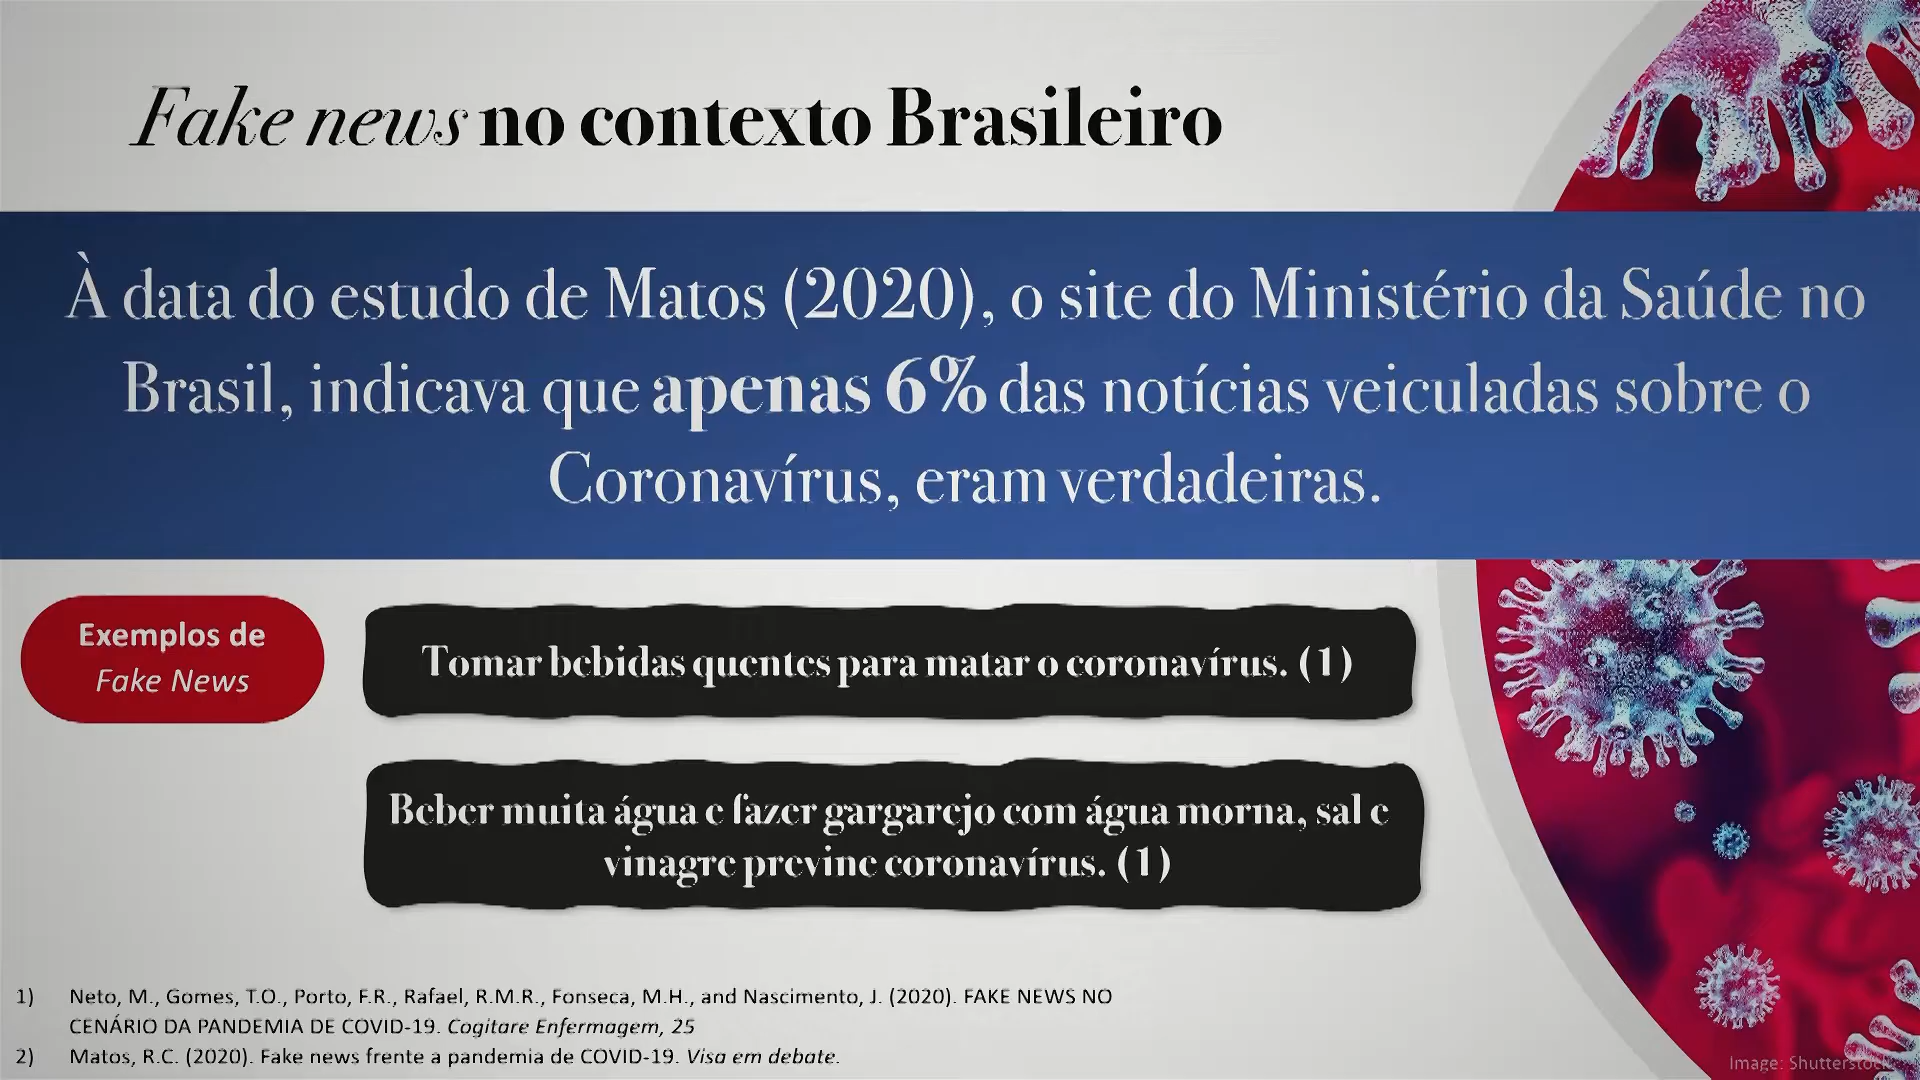 Fake news no contexto Brasileiro
À data do estudo de Matos (2020), o site do Ministério da Saúde no
Brasil, indicava que apenas 6% das notícias veiculadas sobre o
Coronavírus, eram verdadeiras.
Exemplos de
Fake News
Tomar bebidas quentes para matar o coronavírus. (1)
Beber muita água e fazer gargarejo com água morna, sal e
vinagre previne coronavírus. (1)
1) Neto, M., Gomes, T.O., Porto, F.R., Rafael, R.M.R., Fonseca, M.H., and Nascimento, J. (2020). FAKE NEWS NO
CENÁRIO DA PANDEMIA DE COVID-19. Cogitare Enfermagem, 25
2) Matos, R.C. (2020). Fake news frente a pandemia de COVID-19. Visa em debate.
Image: Shutterstock